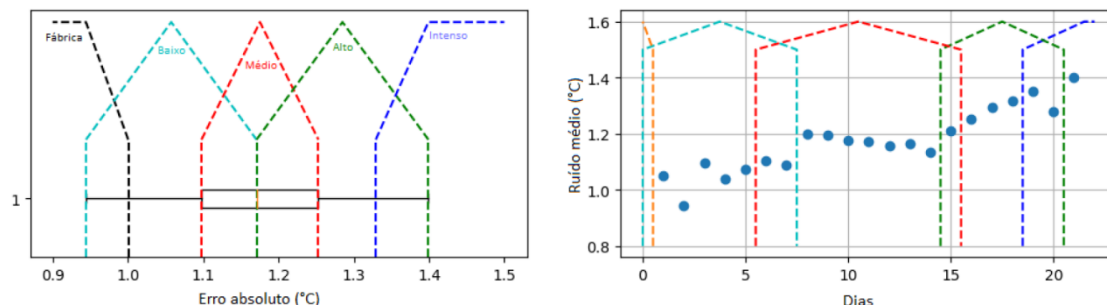 Fábrica
Baixo
Médio
Alto
Intenso
1
0.9 1.0 1.1 1.2 1.3 1.4 1.5
Erro absoluto (°C)
Ruído médio (°C)
1.6
1.4
1.2
1.0
0.8
0 5 10 15 20
Dias